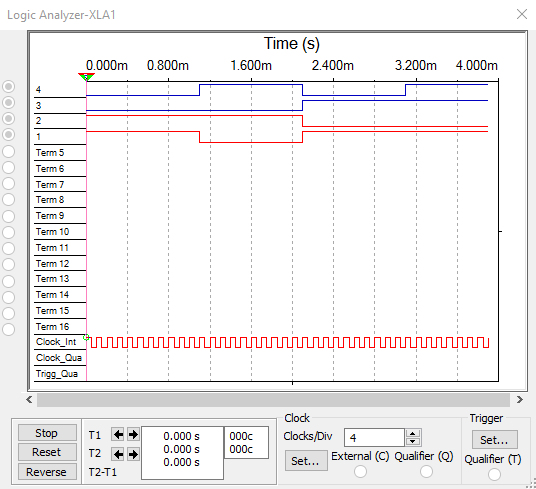 Logic Analyzer-XLA1
Time (s)
0.000m 0.800m 1.600m 2.400m 3.200m 4.000m
4
3
2
1
Term 5
Term 6
Term 7
Term 8
Term 9
Term 10
Term 11
Term 12
Term 13
Term 14
Term 15
Term 16
Clock_Int
Clock_Qua
Trigg_Qua
Stop
Reset
Reverse
T1 0.000 s 000c
T2 0.000 s 000c
T2-T1 0.000 s
Clock
Clocks/Div 4
Set... External (C) Qualifier (Q)
Trigger
Set...
Qualifier (T)